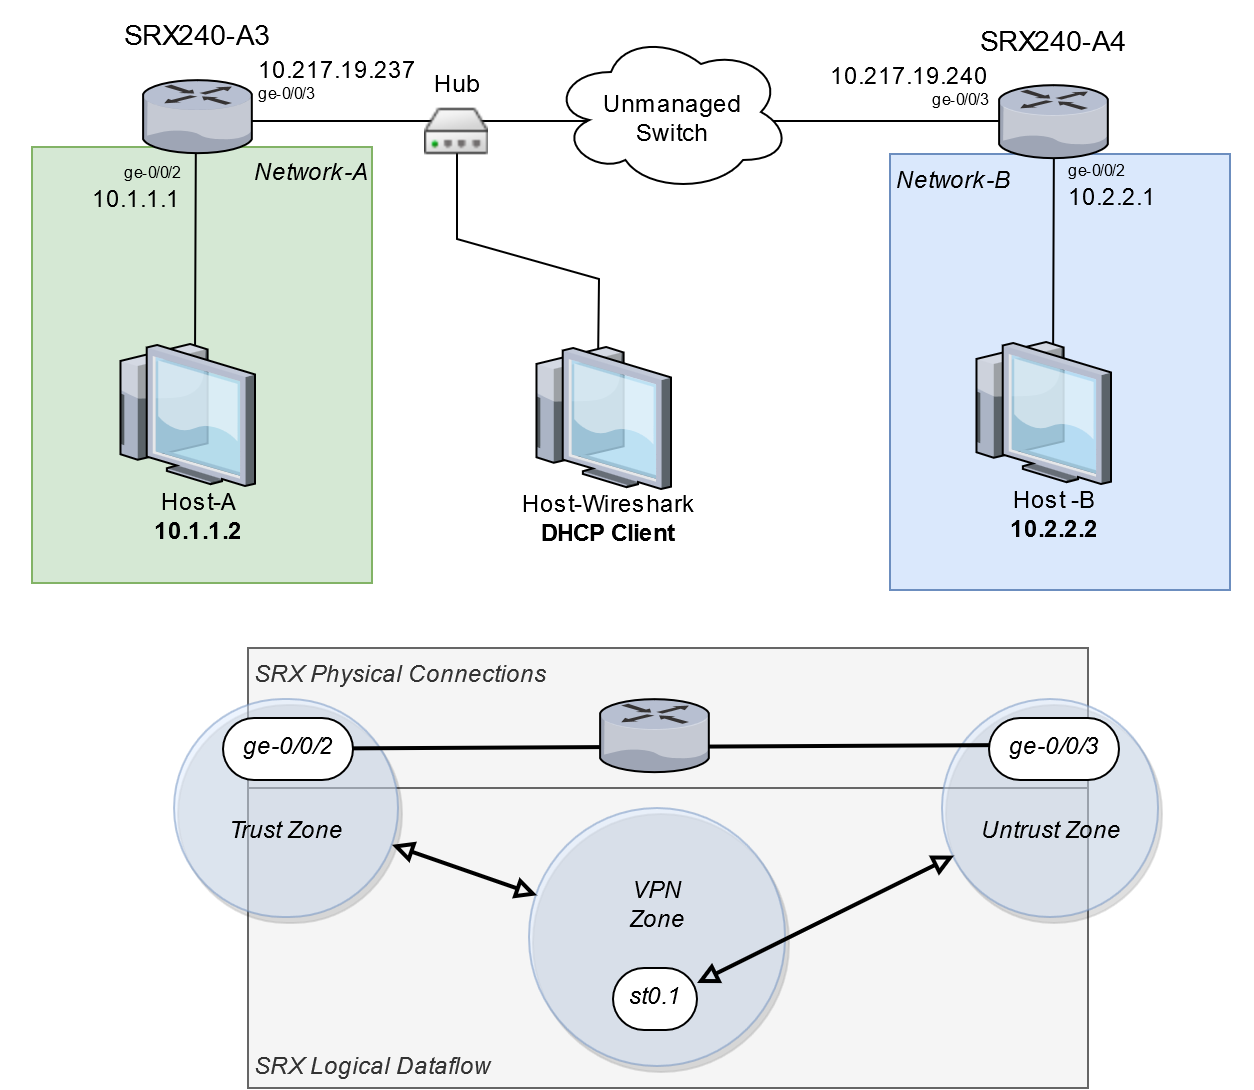 SRX240-A3
SRX240-A4
10.217.19.237
ge-0/0/3
Hub
Unmanaged
Switch
10.217.19.240
ge-0/0/3
ge-0/0/2
10.1.1.1
Network-A
Network-B
ge-0/0/2
10.2.2.1
Host-A
10.1.1.2
Host-Wireshark
DHCP Client
Host -B
10.2.2.2
SRX Physical Connections
ge-0/0/2
ge-0/0/3
Trust Zone
Untrust Zone
VPN
Zone
st0.1
SRX Logical Dataflow